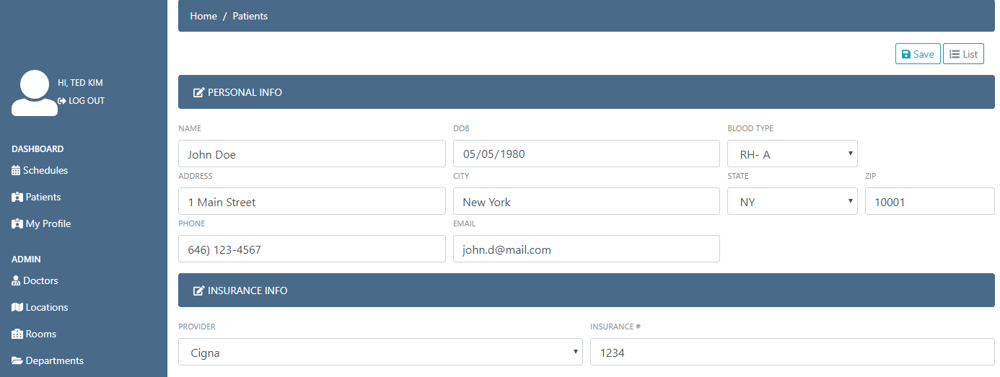 Home / Patients
Save List
HI, TED KIM
LOG OUT
DASHBOARD
Schedules
Patients
My Profile
ADMIN
Doctors
Locations
Rooms
Departments
PERSONAL INFO
NAME DOB BLOOD TYPE
John Doe 05/05/1980 RH- A
ADDRESS CITY STATE ZIP
1 Main Street New York NY 10001
PHONE EMAIL
646) 123-4567 john.d@mail.com
INSURANCE INFO
PROVIDER INSURANCE #
Cigna 1234